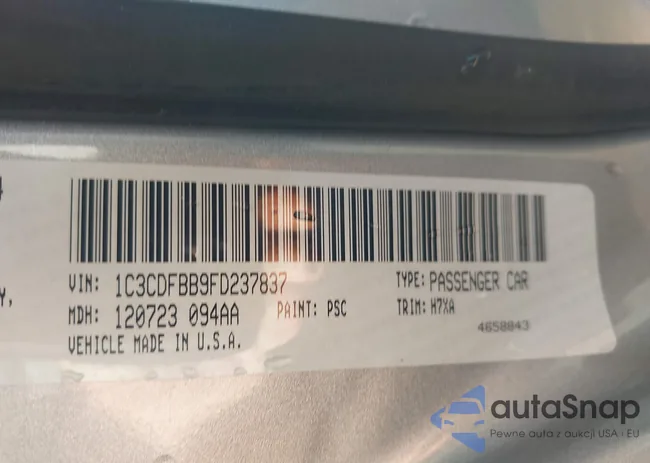 VIN: 1C3CDFBB9FD237837 TYPE: PASSENGER CAR
Y,
MDH: 120723 094AA PAINT: PSC TRIM: H7XA
VEHICLE MADE IN U.S.A. 4658843
autaSnap
Pewne auta z aukcji USA - EU